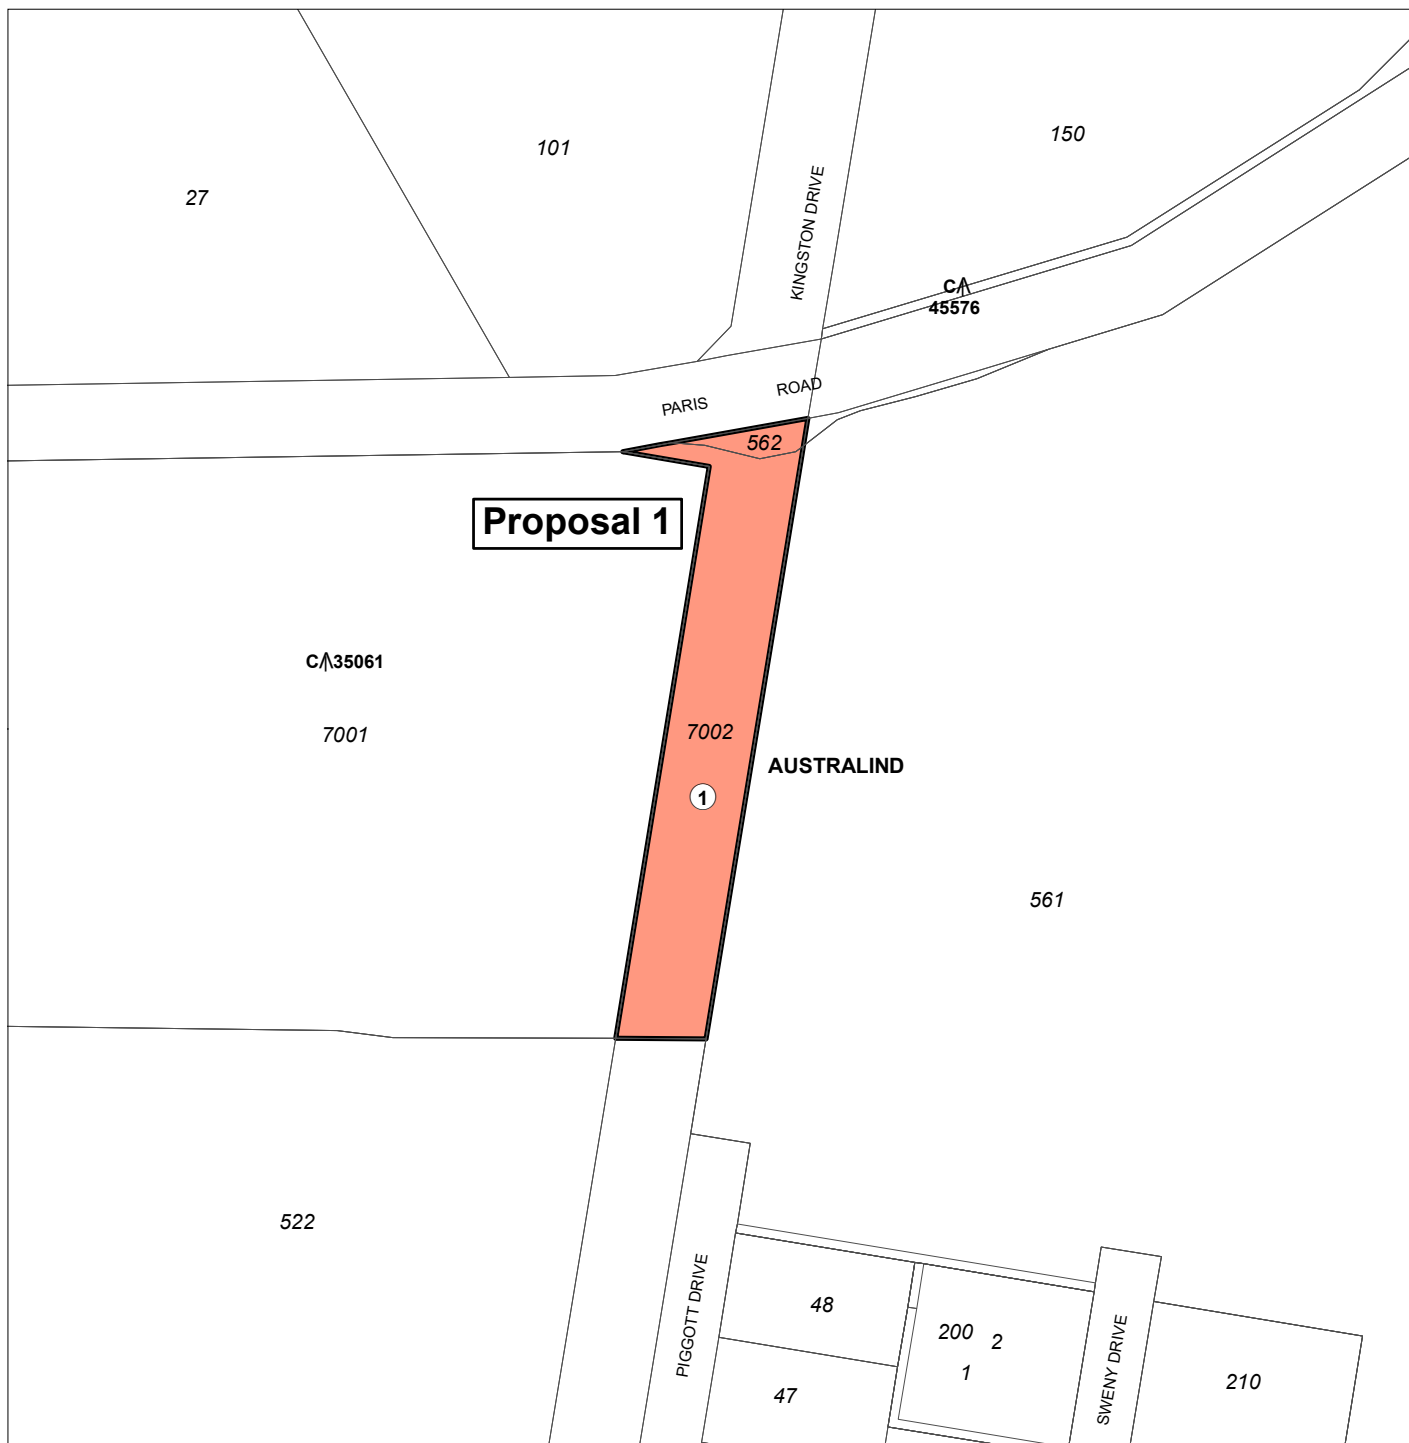 27
101
150
KINGSTON DRIVE
C
45576
PARIS ROAD
562
Proposal 1
C 35061
7001
7002
AUSTRALIND
1
561
522
PIGGOTT DRIVE
48
47
200
2
1
SWENY DRIVE
210